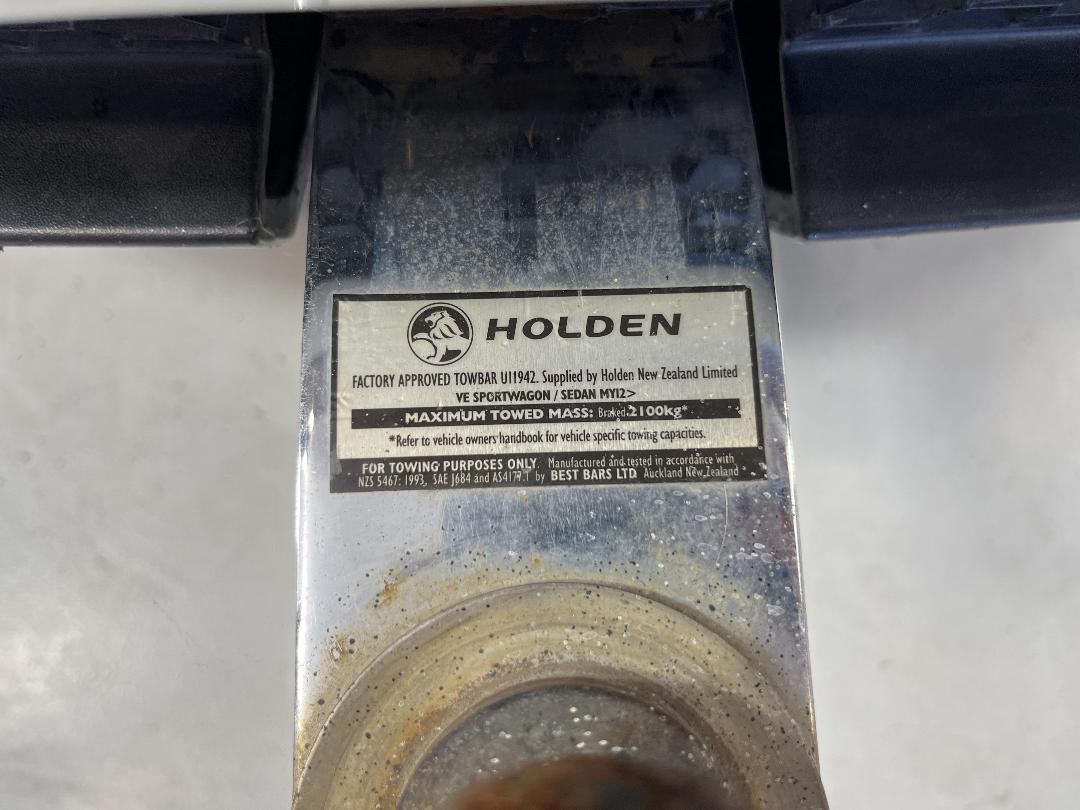 HOLDEN
FACTORY APPROVED TOWBAR U11942. Supplied by Holden New Zealand Limited
VE SPORTWAGON / SEDAN MY12>
MAXIMUM TOWED MASS: Braked 2100kg*
*Refer to vehicle owners handbook for vehicle specific towing capacities.
FOR TOWING PURPOSES ONLY. Manufactured and tested in accordance with
NZS 5467: 1993, SAE J684 and AS4177.1 by BEST BARS LTD Auckland New Zealand